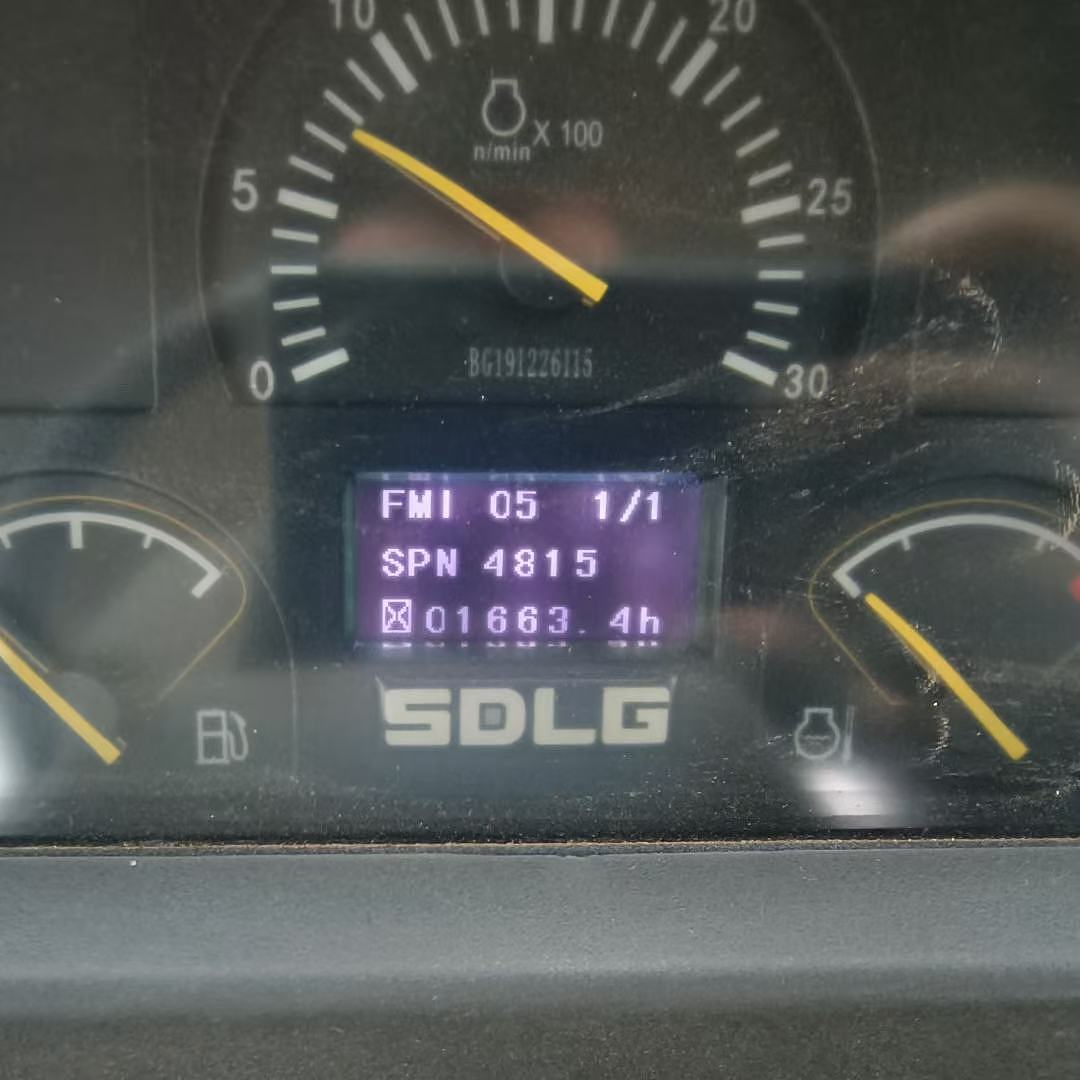 10
20
X 100
n/min
5
25
BG191226115
0
30
FMI 05 1/1
SPN 4815
01663.4h
SDLG